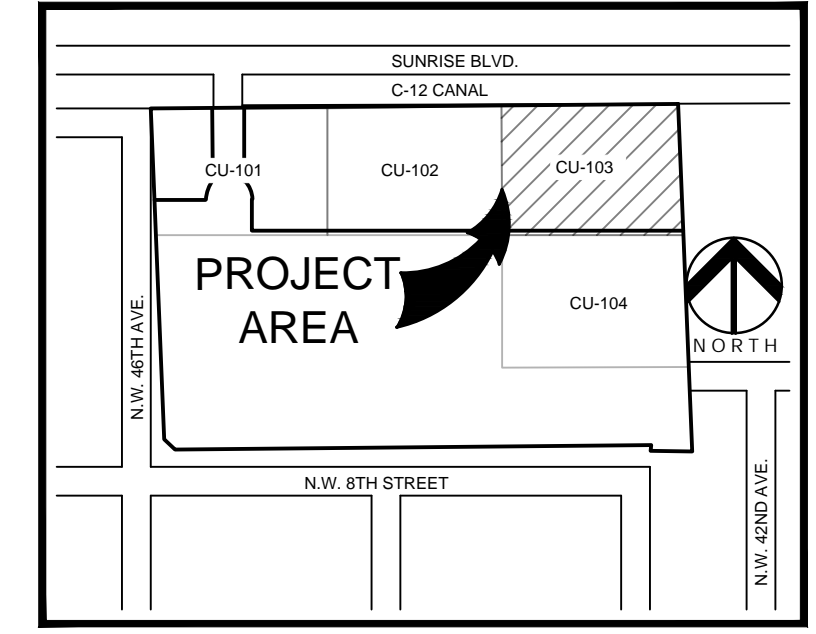 SUNRISE BLVD.
C-12 CANAL
CU-101
CU-102
CU-103
PROJECT
AREA
CU-104
NORTH
N.W. 46TH AVE.
N.W. 8TH STREET
N.W. 42ND AVE.